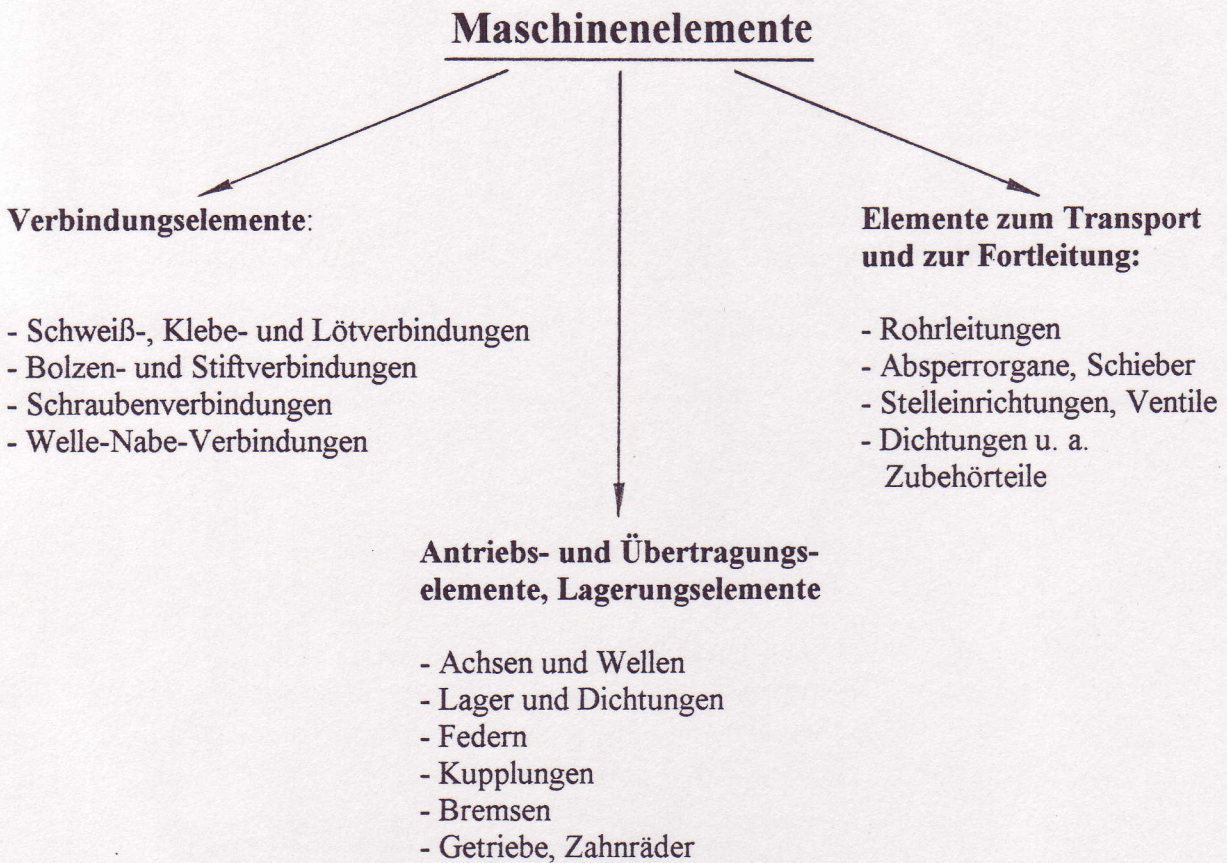 Maschinenelemente
Verbindungselemente:
- Schweiß-, Klebe- und Lötverbindungen
- Bolzen- und Stiftverbindungen
- Schraubenverbindungen
- Welle-Nabe-Verbindungen
Elemente zum Transport
und zur Fortleitung:
- Rohrleitungen
- Absperrorgane, Schieber
- Stelleinrichtungen, Ventile
- Dichtungen u. a.
Zubehörteile
Antriebs- und Übertragungs-
elemente, Lagerungselemente
- Achsen und Wellen
- Lager und Dichtungen
- Federn
- Kupplungen
- Bremsen
- Getriebe, Zahnräder